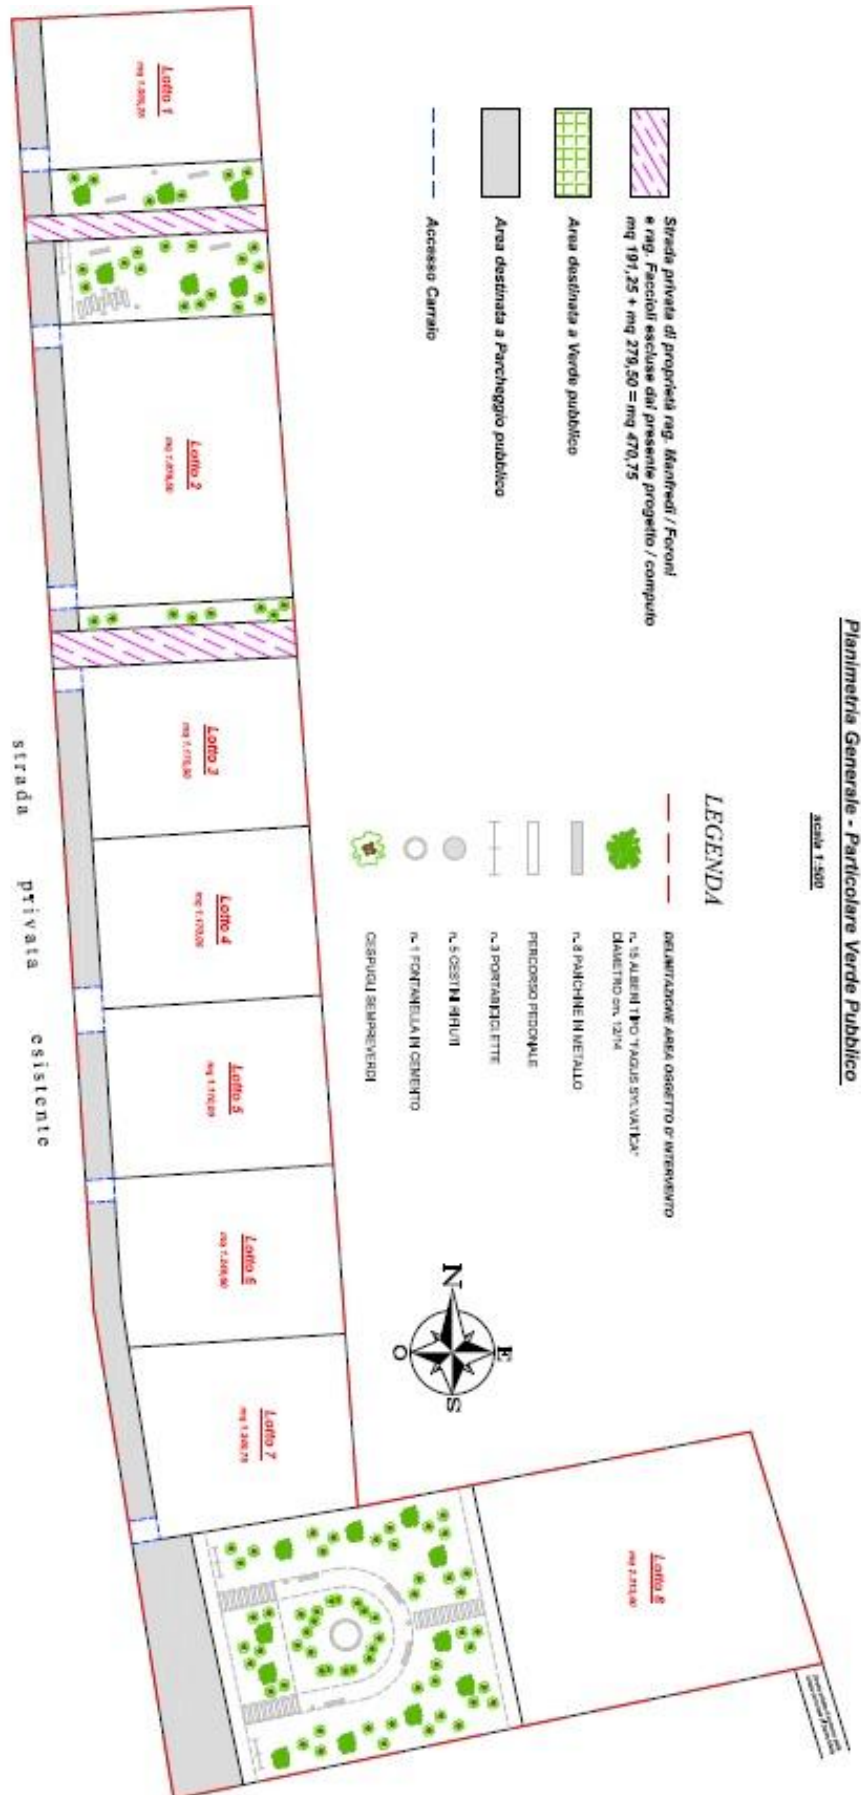 Planimetria Generale - Particolare Verde Pubblico
scala 1:500
LEGENDA
DELIMITAZIONE AREA OGGETTO D' INTERVENTO
n. 15 ALBERI TIPO "FAGUS SYLVATICA"
DIAMETRO cm. 12/14
n. 8 PANCHINE IN METALLO
PERCORSO PEDONALE
n. 3 PORTABICICLETTE
n. 5 CESTINI RIFIUTI
n. 1 FONTANELLA IN CEMENTO
CESPUGLI SEMPREVERDI
Strada privata di proprietà rag. Manfredi / Foroni
e rag. Faccioli escluse dal presente progetto / computo
mq 191,25 + mq 279,50 = mq 470,75
Area destinata a Verde pubblico
Area destinata a Parcheggio pubblico
Accesso Carraio
N
E
S
O
Lotto 1
Lotto 2
Lotto 3
Lotto 4
Lotto 5
Lotto 6
Lotto 7
Lotto 8
strada privata esistente